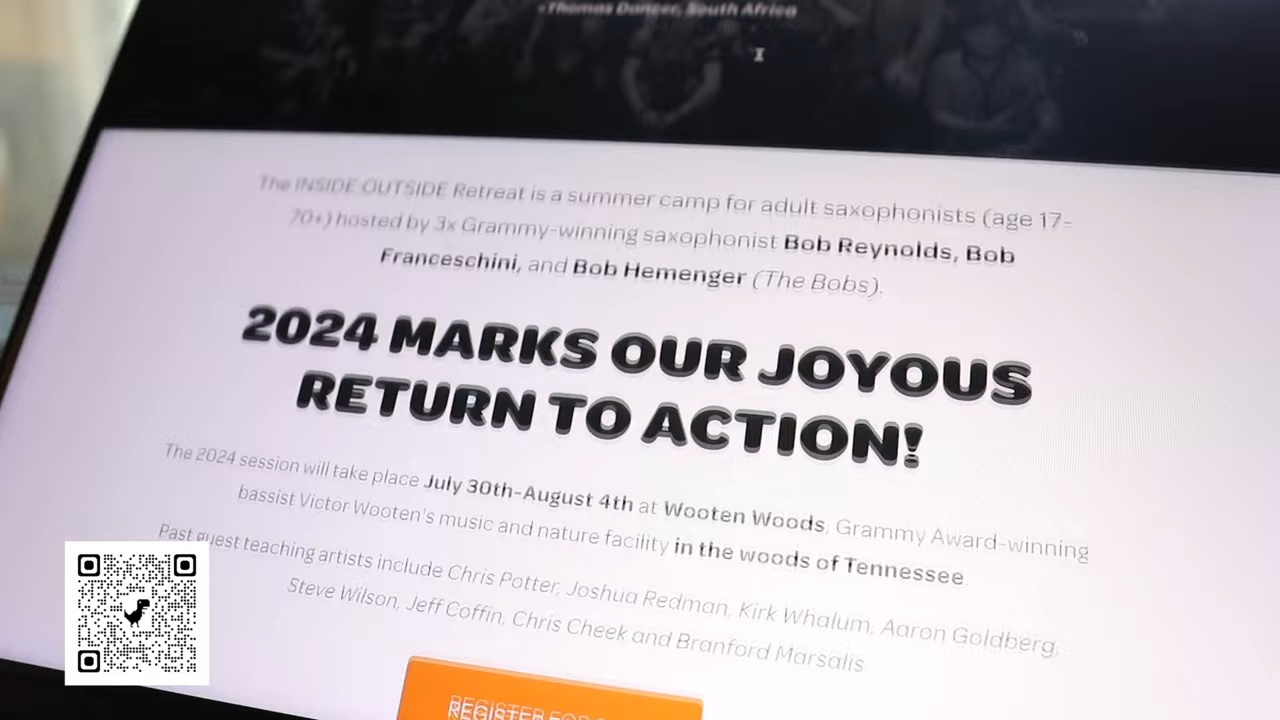 -Thomas Dancer, South Africa
The INSIDE OUTSIDE Retreat is a summer camp for adult saxophonists (age 17-
70+) hosted by 3x Grammy-winning saxophonist Bob Reynolds, Bob
Franceschini, and Bob Hemenger (The Bobs).
2024 MARKS OUR JOYOUS
RETURN TO ACTION!
The 2024 session will take place July 30th-August 4th at Wooten Woods, Grammy Award-winning
bassist Victor Wooten's music and nature facility in the woods of Tennessee.
Past guest teaching artists include Chris Potter, Joshua Redman, Kirk Whalum, Aaron Goldberg,
Steve Wilson, Jeff Coffin, Chris Cheek and Branford Marsalis
REGISTER FOR